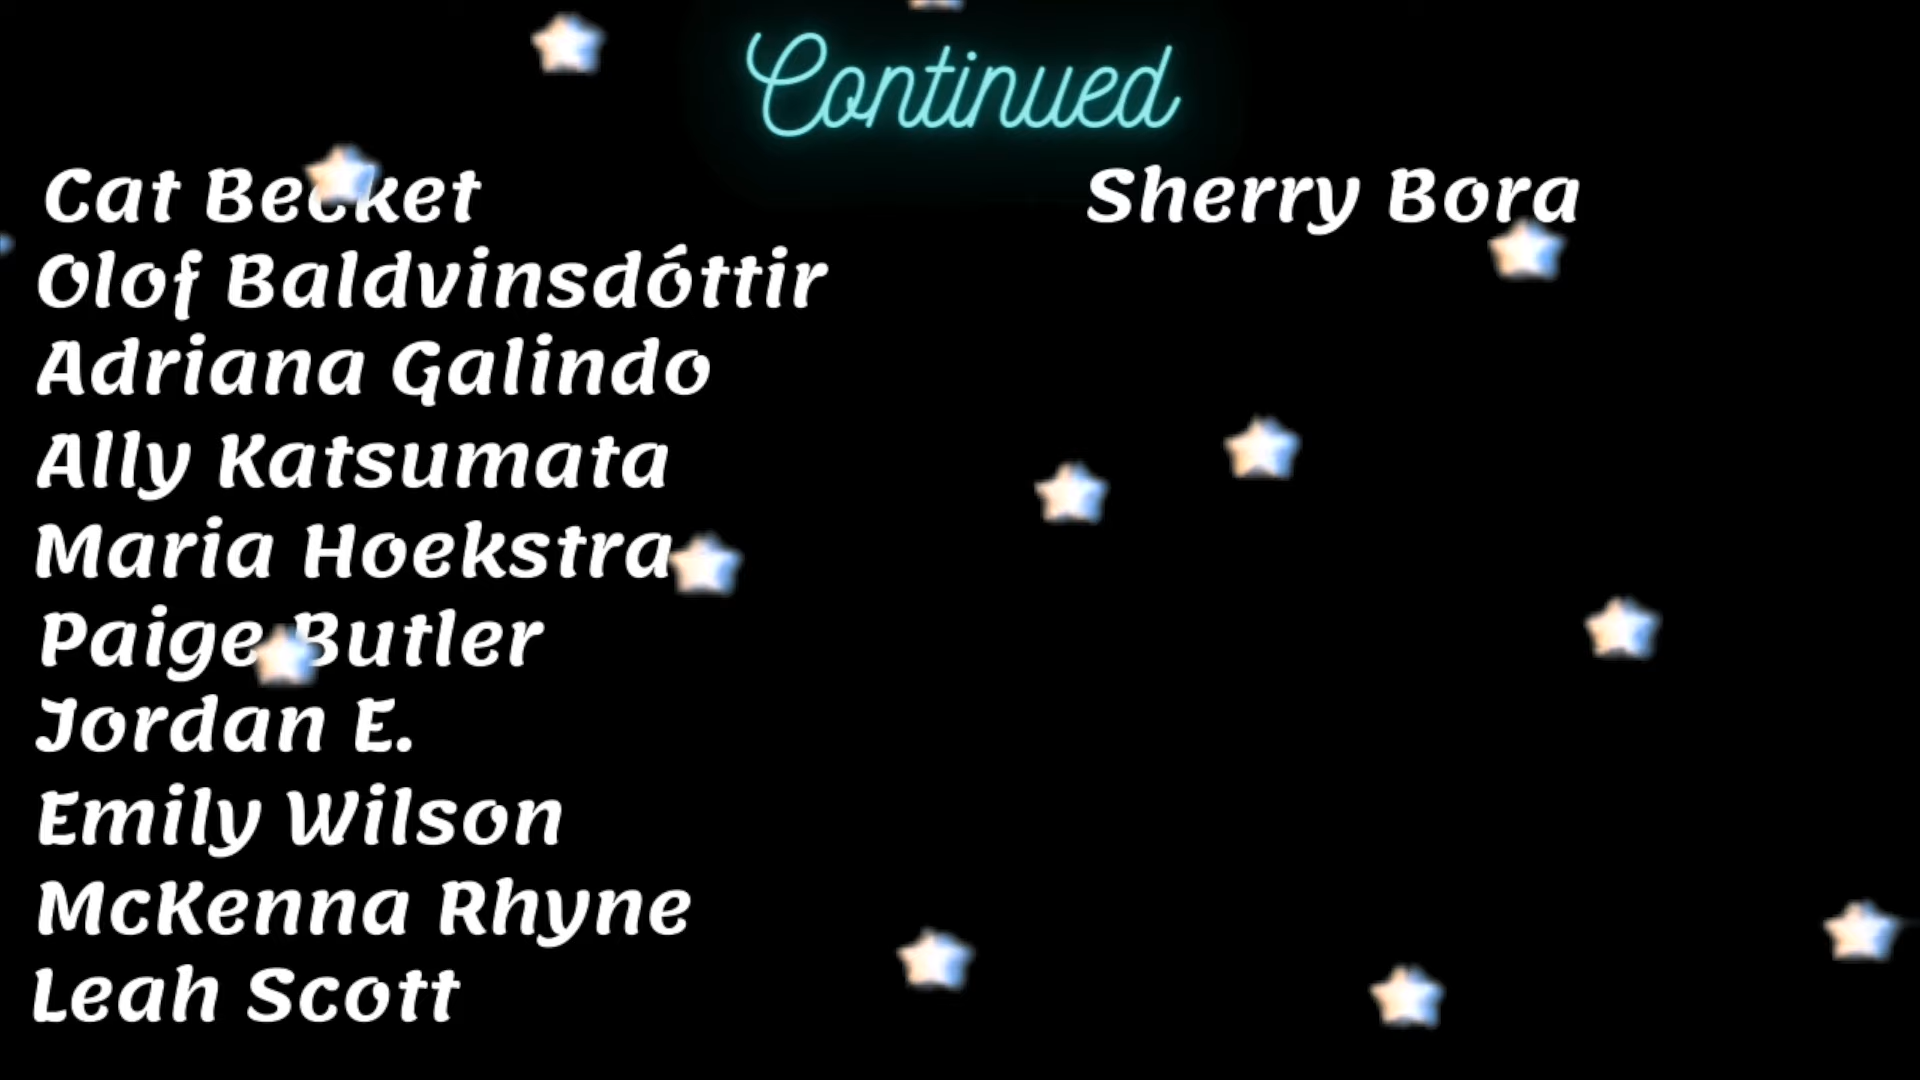 Continued
Cat Becket
Olof Baldvinsdóttir
Adriana Galindo
Ally Katsumata
Maria Hoekstra
Paige Butler
Jordan E.
Emily Wilson
McKenna Rhyne
Leah Scott
Sherry Bora